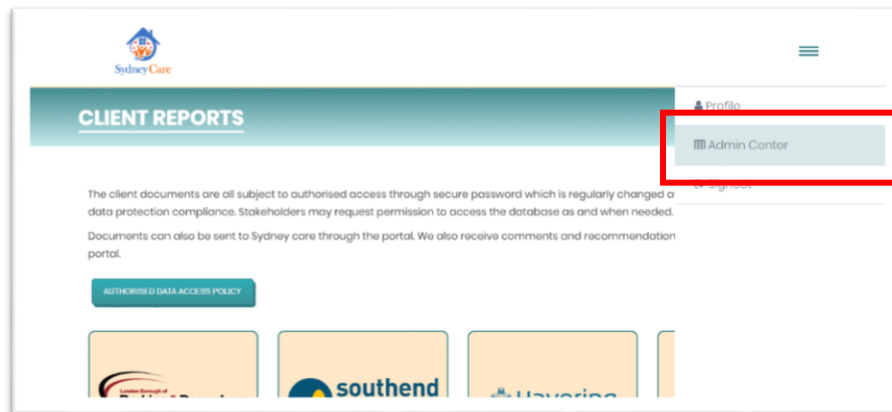 SydneyCare
Profile
CLIENT REPORTS
Admin Center
Signout
The client documents are all subject to authorised access through secure password which is regularly changed a
data protection compliance. Stakeholders may request permission to access the database as and when needed.
Documents can also be sent to Sydney care through the portal. We also receive comments and recommendation
portal.
AUTHORISED DATA ACCESS POLICY
London Borough of
southend
Havering